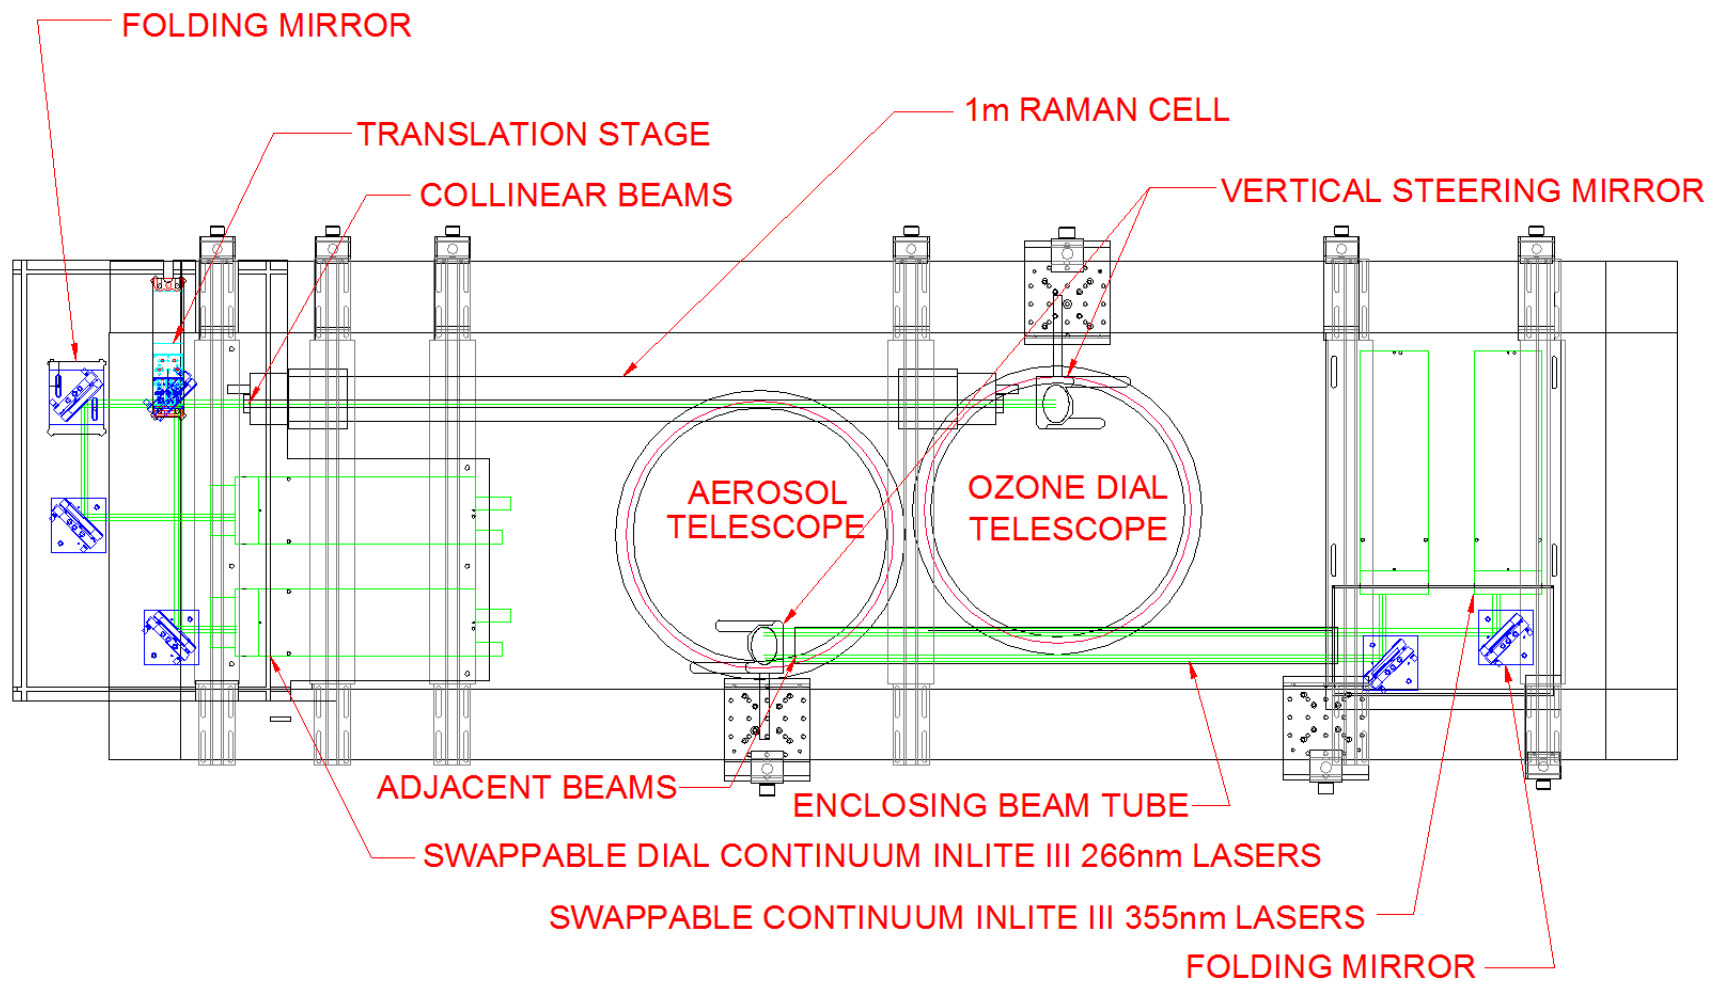 FOLDING MIRROR
1m RAMAN CELL
TRANSLATION STAGE
COLLINEAR BEAMS
VERTICAL STEERING MIRROR
AEROSOL
TELESCOPE
OZONE DIAL
TELESCOPE
ADJACENT BEAMS
ENCLOSING BEAM TUBE
SWAPPABLE DIAL CONTINUUM INLITE III 266nm LASERS
SWAPPABLE CONTINUUM INLITE III 355nm LASERS
FOLDING MIRROR